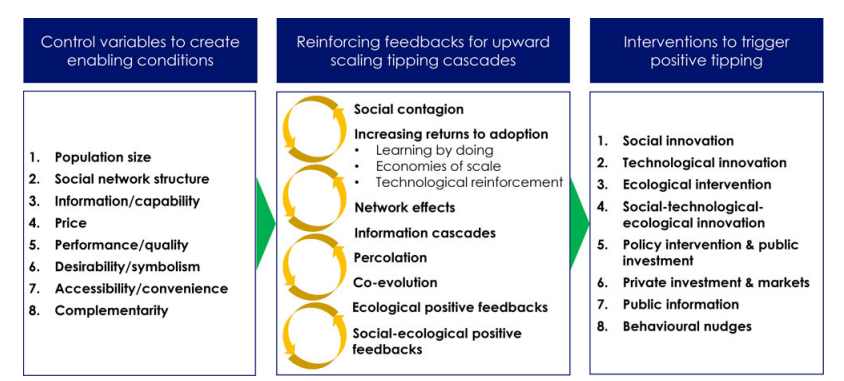 Control variables to create
enabling conditions
1. Population size
2. Social network structure
3. Information/capability
4. Price
5. Performance/quality
6. Desirability/symbolism
7. Accessibility/convenience
8. Complementarity
Reinforcing feedbacks for upward
scaling tipping cascades
Social contagion
Increasing returns to adoption
• Learning by doing
• Economies of scale
• Technological reinforcement
Network effects
Information cascades
Percolation
Co-evolution
Ecological positive feedbacks
Social-ecological positive
feedbacks
Interventions to trigger
positive tipping
1. Social innovation
2. Technological innovation
3. Ecological intervention
4. Social-technological-
ecological innovation
5. Policy intervention & public
investment
6. Private investment & markets
7. Public information
8. Behavioural nudges